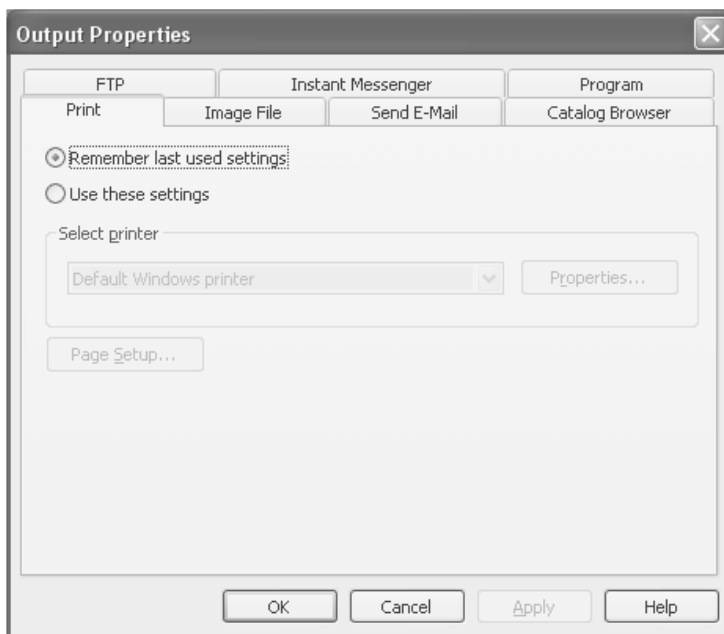 Output Properties
FTP
Instant Messenger
Program
Print
Image File
Send E-Mail
Catalog Browser
Remember last used settings
Use these settings
Select printer
Default Windows printer
Properties...
Page Setup...
OK
Cancel
Apply
Help